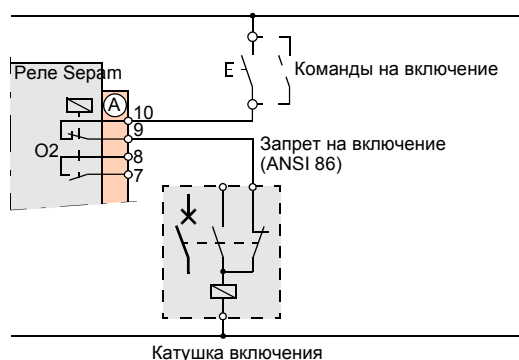 Реле Sepam
Команды на включение
A
E
10
9
O2
8
7
Запрет на включение
(ANSI 86)
Катушка включения